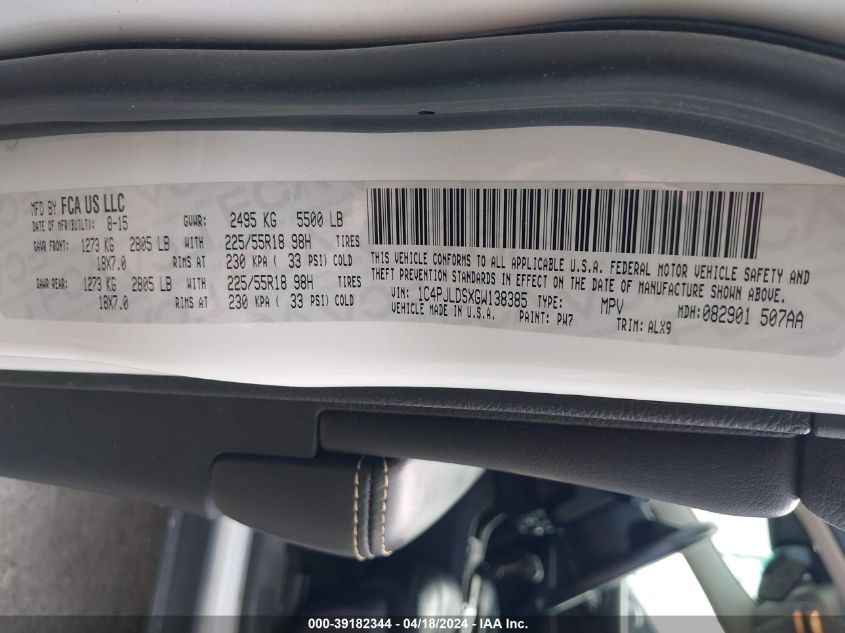 MFD BY FCA US LLC
DATE OF MFR(BUILT): 8-15 GVWR: 2495 KG 5500 LB
GAWR FRONT: 1273 KG 2805 LB WITH 225/55R18 98H TIRES
18X7.0 RIMS AT 230 KPA ( 33 PSI) COLD
GAWR REAR: 1273 KG 2805 LB WITH 225/55R18 98H TIRES
18X7.0 RIMS AT 230 KPA ( 33 PSI) COLD
THIS VEHICLE CONFORMS TO ALL APPLICABLE U.S.A. FEDERAL MOTOR VEHICLE SAFETY AND
THEFT PREVENTION STANDARDS IN EFFECT ON THE DATE OF MANUFACTURE SHOWN ABOVE.
VIN: 1C4PJLDSXGW138385 TYPE: MPV MDH:082901 507AA
VEHICLE MADE IN U.S.A. PAINT: PW7 TRIM: ALX9
000-39182344 - 04/18/2024 - IAA Inc.